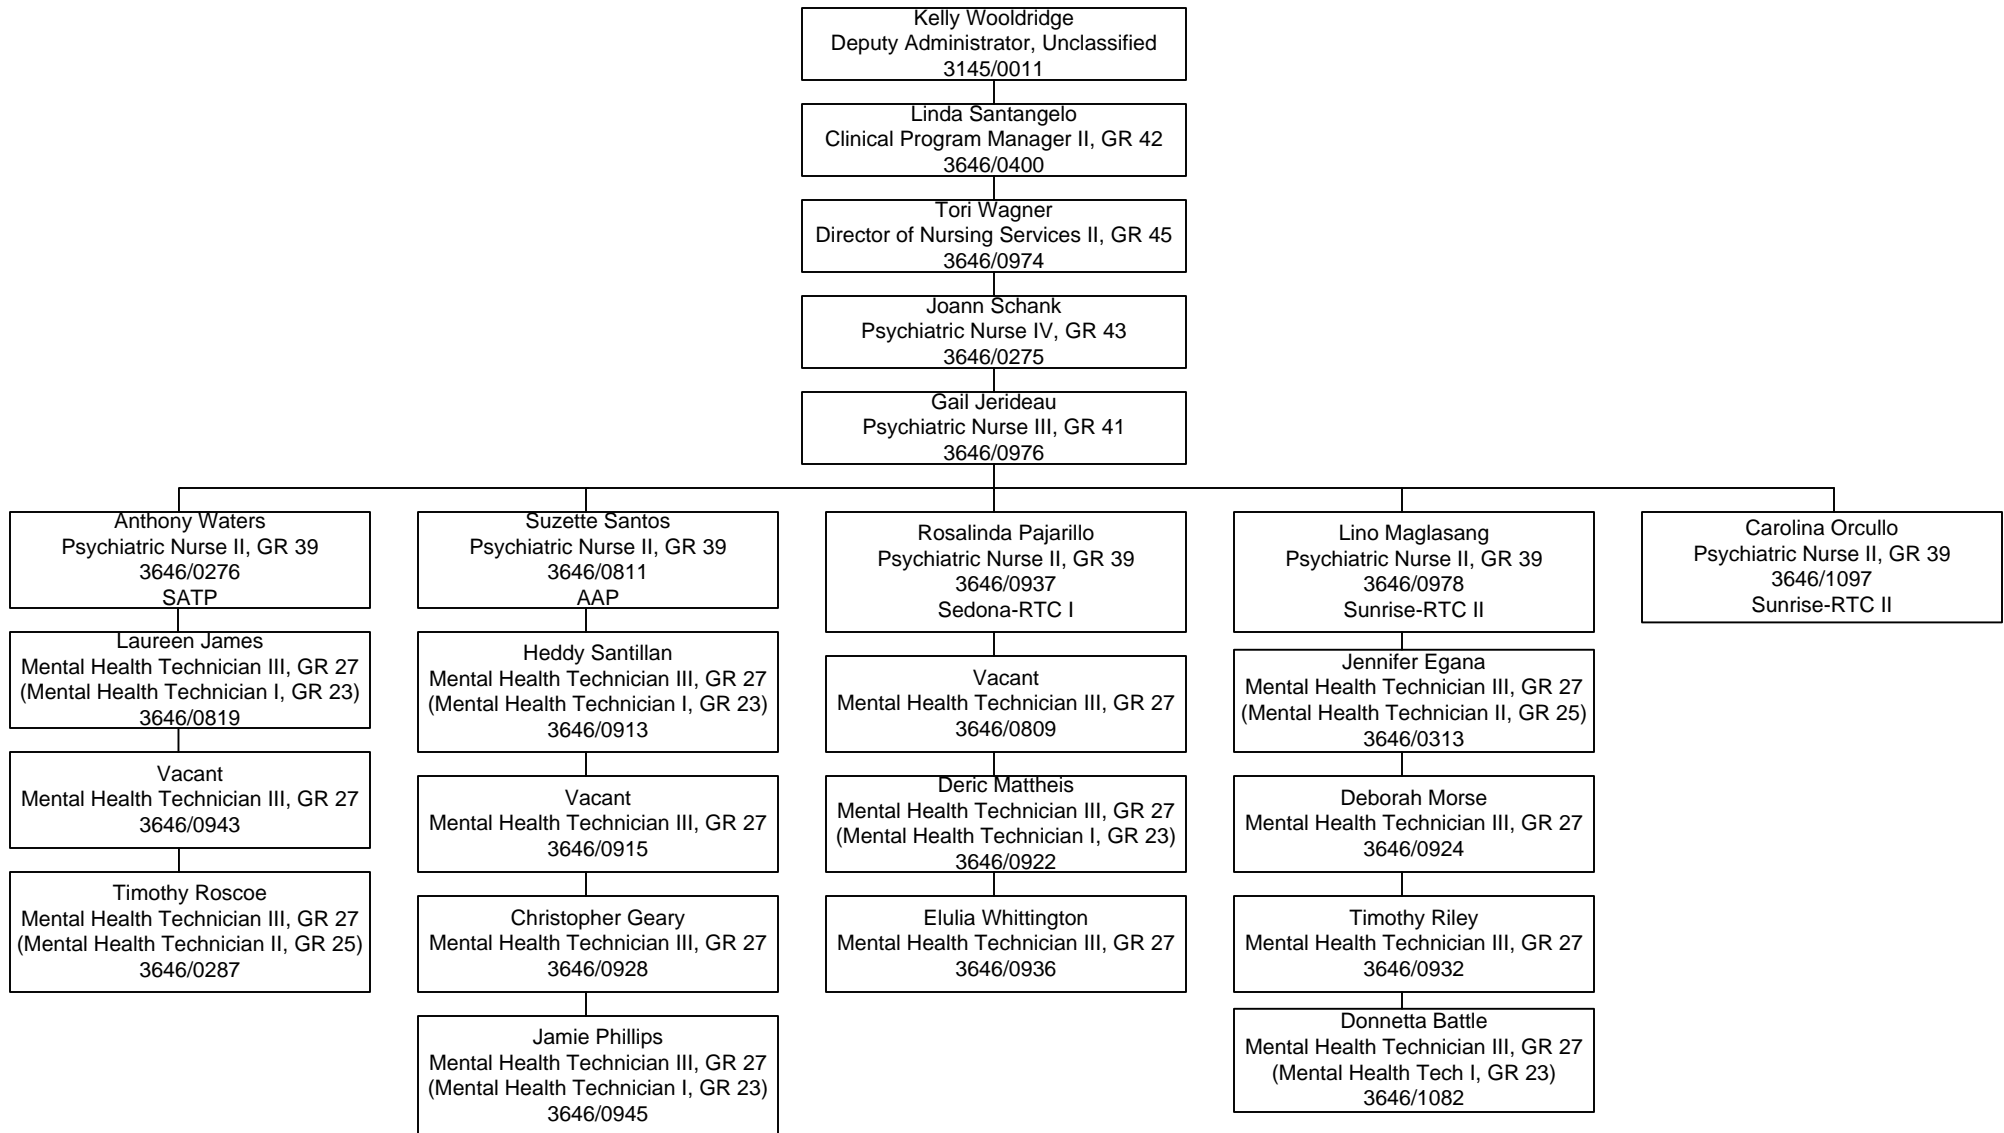 Kelly Wooldridge
Deputy Administrator, Unclassified
3145/0011
Linda Santangelo
Clinical Program Manager II, GR 42
3646/0400
Tori Wagner
Director of Nursing Services II, GR 45
3646/0974
Joann Schank
Psychiatric Nurse IV, GR 43
3646/0275
Gail Jerideau
Psychiatric Nurse III, GR 41
3646/0976
Anthony Waters
Psychiatric Nurse II, GR 39
3646/0276
SATP
Laureen James
Mental Health Technician III, GR 27
(Mental Health Technician I, GR 23)
3646/0819
Vacant
Mental Health Technician III, GR 27
3646/0943
Timothy Roscoe
Mental Health Technician III, GR 27
(Mental Health Technician II, GR 25)
3646/0287
Suzette Santos
Psychiatric Nurse II, GR 39
3646/0811
AAP
Heddy Santillan
Mental Health Technician III, GR 27
(Mental Health Technician I, GR 23)
3646/0913
Vacant
Mental Health Technician III, GR 27
3646/0915
Christopher Geary
Mental Health Technician III, GR 27
3646/0928
Jamie Phillips
Mental Health Technician III, GR 27
(Mental Health Technician I, GR 23)
3646/0945
Rosalinda Pajarillo
Psychiatric Nurse II, GR 39
3646/0937
Sedona-RTC I
Vacant
Mental Health Technician III, GR 27
3646/0809
Deric Mattheis
Mental Health Technician III, GR 27
(Mental Health Technician I, GR 23)
3646/0922
Elulia Whittington
Mental Health Technician III, GR 27
3646/0936
Lino Maglasang
Psychiatric Nurse II, GR 39
3646/0978
Sunrise-RTC II
Jennifer Egana
Mental Health Technician III, GR 27
(Mental Health Technician II, GR 25)
3646/0313
Deborah Morse
Mental Health Technician III, GR 27
3646/0924
Timothy Riley
Mental Health Technician III, GR 27
3646/0932
Donnetta Battle
Mental Health Technician III, GR 27
(Mental Health Tech I, GR 23)
3646/1082
Carolina Orcullo
Psychiatric Nurse II, GR 39
3646/1097
Sunrise-RTC II